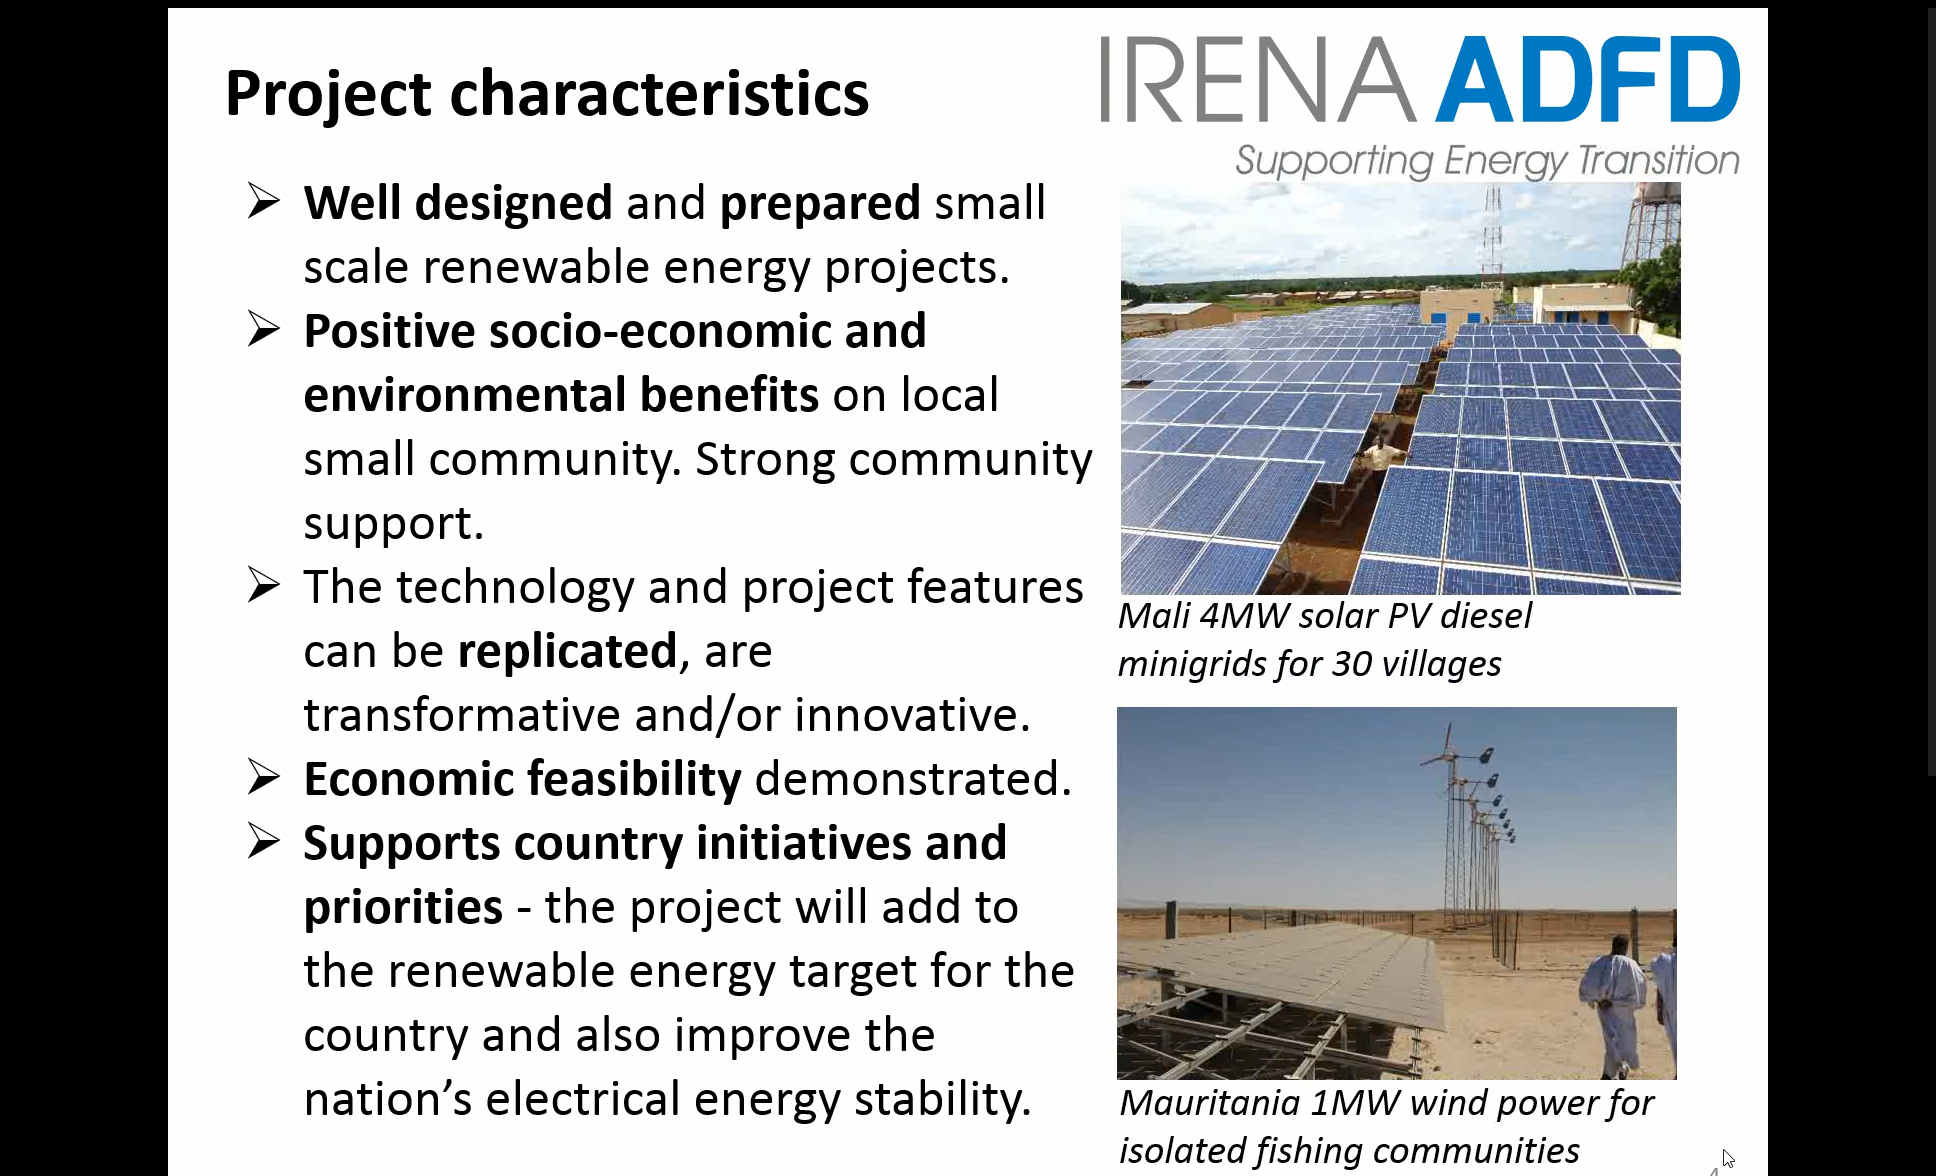 Project characteristics
IRENA ADFD
Supporting Energy Transition
➢ Well designed and prepared small
scale renewable energy projects.
➢ Positive socio-economic and
environmental benefits on local
small community. Strong community
support.
➢ The technology and project features
can be replicated, are
transformative and/or innovative.
➢ Economic feasibility demonstrated.
➢ Supports country initiatives and
priorities - the project will add to
the renewable energy target for the
country and also improve the
nation’s electrical energy stability.
Mali 4MW solar PV diesel
minigrids for 30 villages
Mauritania 1MW wind power for
isolated fishing communities